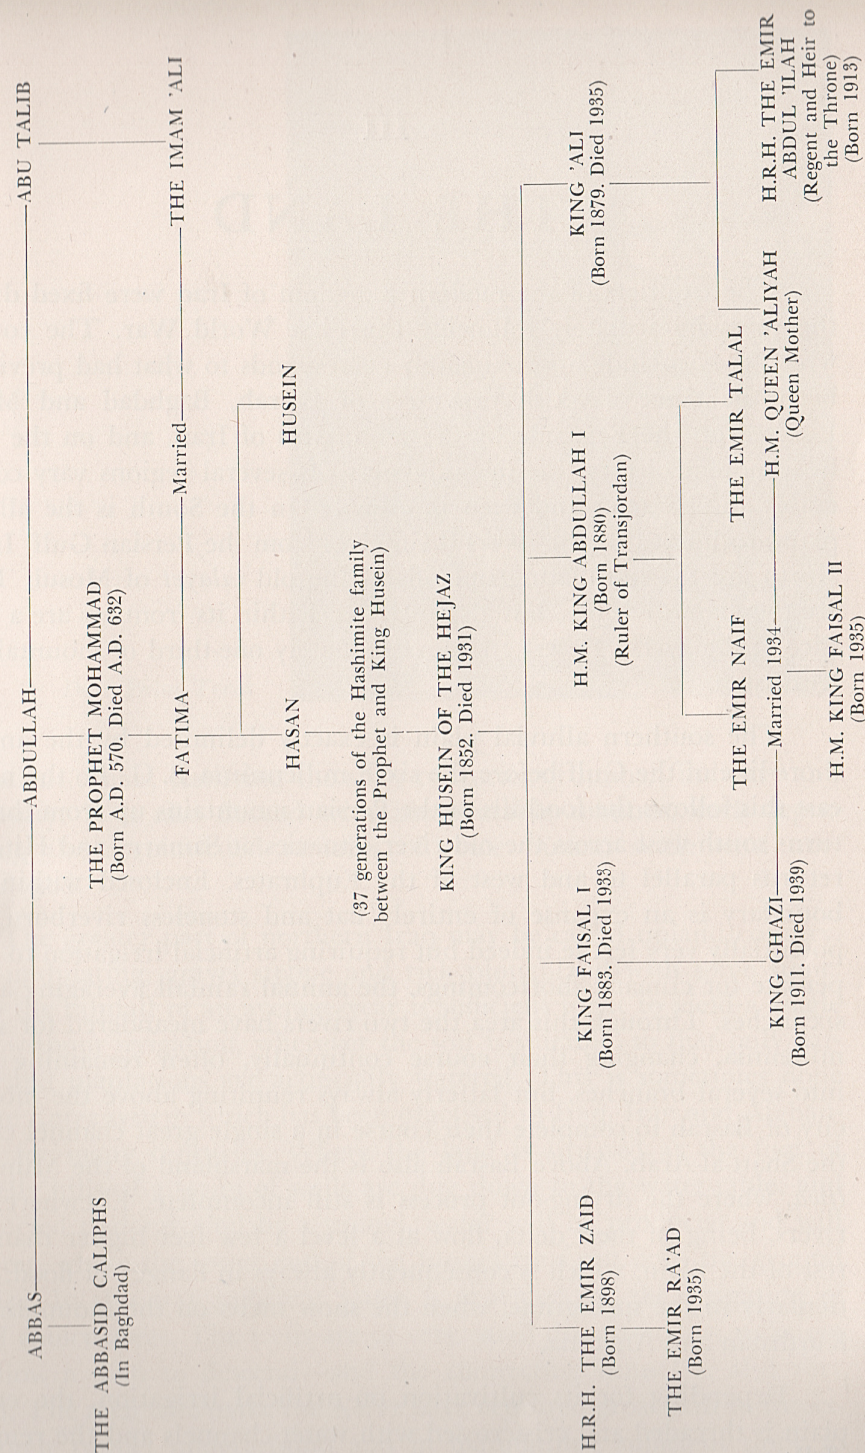 ABBAS ABDULLAH ABU TALIB
THE ABBASID CALIPHS
(In Baghdad)
THE PROPHET MOHAMMAD
(Born A.D. 570. Died A.D. 632)
FATIMA Married THE IMAM 'ALI
HASAN HUSEIN
(37 generations of the Hashimite family
between the Prophet and King Husein)
KING HUSEIN OF THE HEJAZ
(Born 1852. Died 1931)
H.R.H. THE EMIR ZAID
(Born 1898)
KING FAISAL I
(Born 1883. Died 1933)
H.M. KING ABDULLAH I
(Born 1880)
(Ruler of Transjordan)
KING 'ALI
(Born 1879. Died 1935)
THE EMIR RA'AD
(Born 1935)
THE EMIR NAIF THE EMIR TALAL
KING GHAZI Married 1934 H.M. QUEEN 'ALIYAH
(Born 1911. Died 1939)
(Queen Mother)
H.R.H. THE EMIR
ABDUL 'ILAH
(Regent and Heir to
the Throne)
(Born 1913)
H.M. KING FAISAL II
(Born 1935)